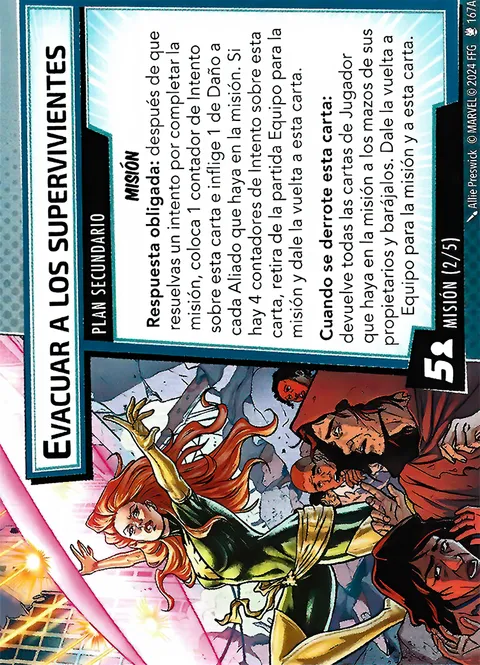 EVACUAR A LOS SUPERVIVIENTES
PLAN SECUNDARIO
MISIÓN
Respuesta obligada: después de que
resuelvas un intento por completar la
misión, coloca 1 contador de Intento
sobre esta carta e inflige 1 de Daño a
cada Aliado que haya en la misión. Si
hay 4 contadores de Intento sobre esta
carta, retira de la partida Equipo para la
misión y dale la vuelta a esta carta.
Cuando se derrote esta carta:
devuelve todas las cartas de Jugador
que haya en la misión a los mazos de sus
propietarios y barájalos. Dale la vuelta a
Equipo para la misión y a esta carta.
5
MISIÓN (2/5)
Allie Preswick © MARVEL © 2024 FFG 167A